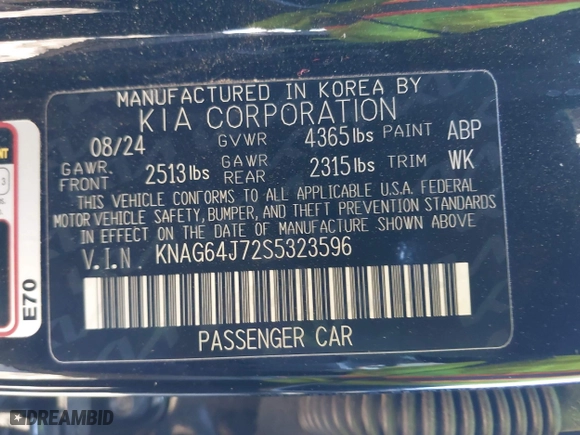 MANUFACTURED IN KOREA BY
KIA CORPORATION
08/24 GVWR 4365 lbs PAINT ABP
GAWR. FRONT 2513 lbs GAWR REAR 2315 lbs TRIM WK
THIS VEHICLE CONFORMS TO ALL APPLICABLE U.S.A. FEDERAL
MOTOR VEHICLE SAFETY, BUMPER, AND THEFT PREVENTION STANDARDS
IN EFFECT ON THE DATE OF MANUFACTURE SHOWN ABOVE
V.I.N. KNAG64J72S5323596
PASSENGER CAR
E70
3
DREAMBID